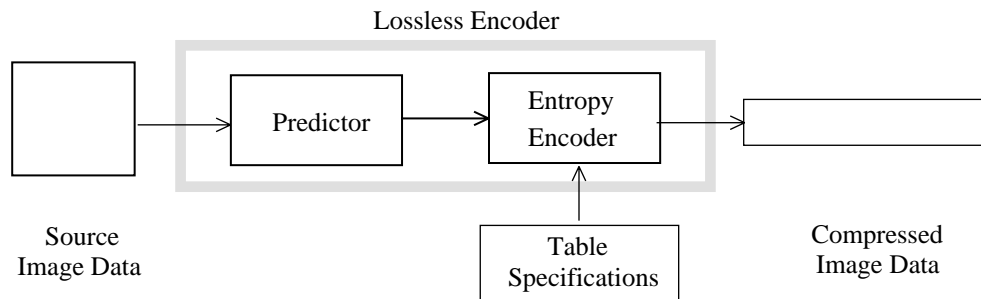 Lossless Encoder
Predictor
Entropy
Encoder
Source
Image Data
Table
Specifications
Compressed
Image Data